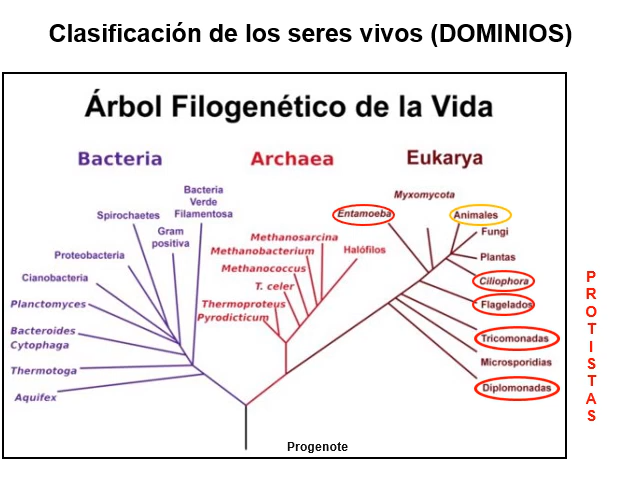 Clasificación de los seres vivos (DOMINIOS)
Árbol Filogenético de la Vida
Bacteria
Archaea
Eukarya
Bacteria
Verde
Filamentosa
Spirochaetes
Gram
positiva
Proteobacteria
Cianobacteria
Planctomyces
Bacteroides
Cytophaga
Thermotoga
Aquifex
Methanosarcina
Methanobacterium
Halófilos
Methanococcus
T. celer
Thermoproteus
Pyrodicticum
Myxomycota
Entamoeba
Animales
Fungi
Plantas
Ciliophora
Flagelados
Tricomonadas
Microsporidias
Diplomonadas
Progenote
P
R
O
T
I
S
T
A
S